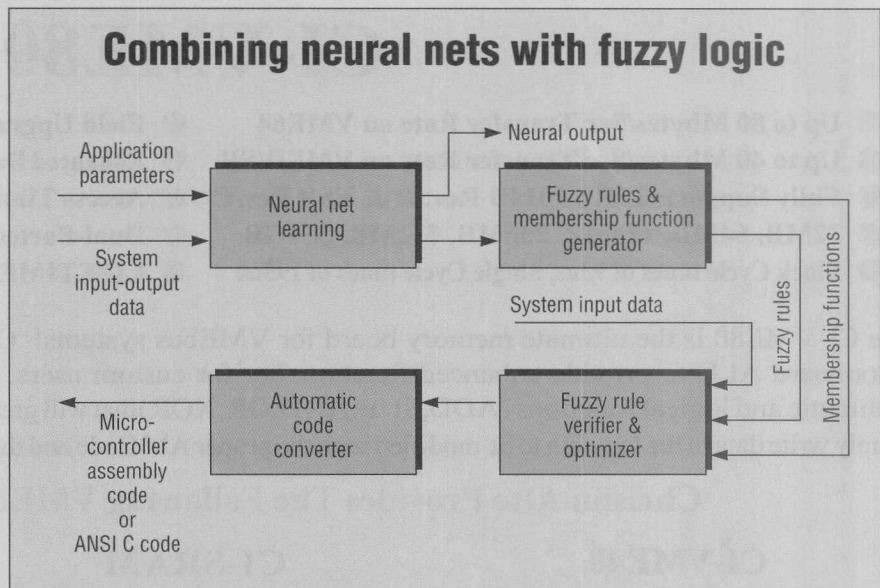 Combining neural nets with fuzzy logic
Application
parameters
System
input-output
data
Neural net
learning
Neural output
Fuzzy rules &
membership function
generator
System input data
Fuzzy rules
Membership functions
Fuzzy rule
verifier &
optimizer
Automatic
code
converter
Micro-
controller
assembly
code
or
ANSI C code